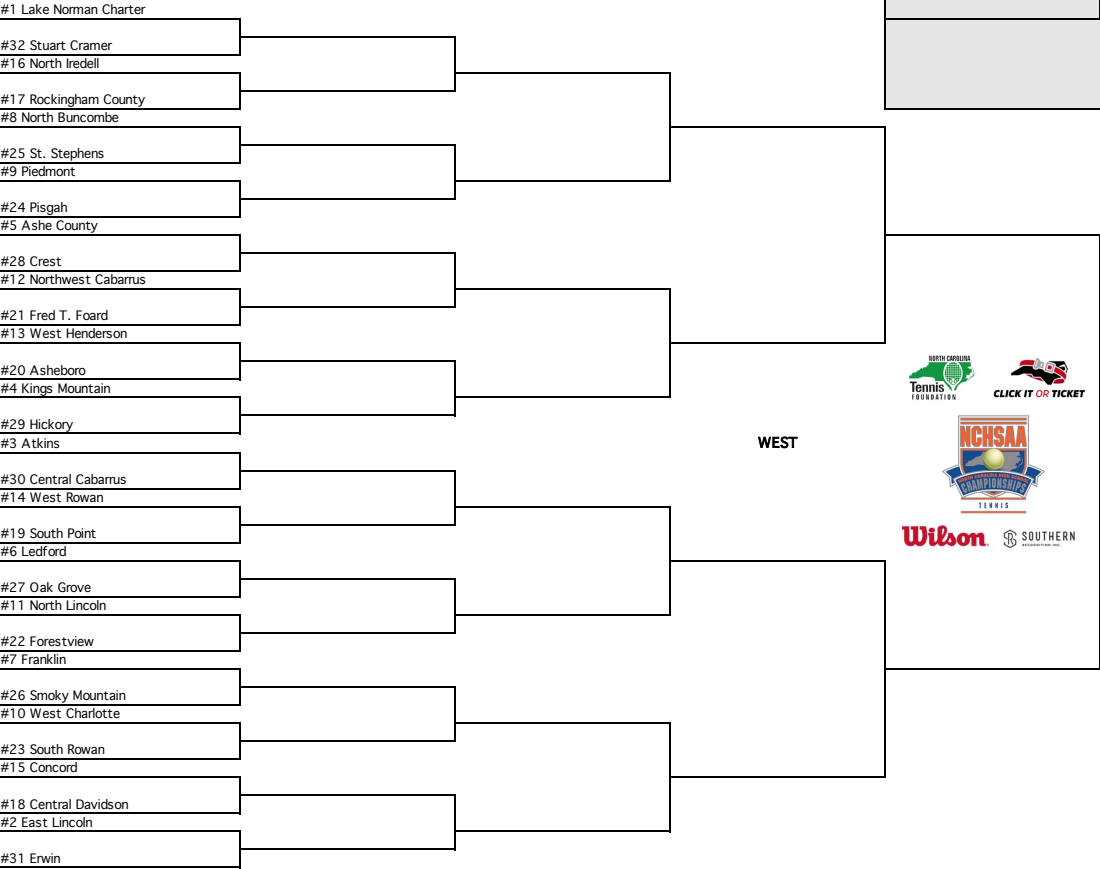 #1 Lake Norman Charter
#32 Stuart Cramer
#16 North Iredell
#17 Rockingham County
#8 North Buncombe
#25 St. Stephens
#9 Piedmont
#24 Pisgah
#5 Ashe County
#28 Crest
#12 Northwest Cabarrus
#21 Fred T. Foard
#13 West Henderson
#20 Asheboro
#4 Kings Mountain
#29 Hickory
#3 Atkins
#30 Central Cabarrus
#14 West Rowan
#19 South Point
#6 Ledford
#27 Oak Grove
#11 North Lincoln
#22 Forestview
#7 Franklin
#26 Smoky Mountain
#10 West Charlotte
#23 South Rowan
#15 Concord
#18 Central Davidson
#2 East Lincoln
#31 Erwin
WEST
NORTH CAROLINA
Tennis
FOUNDATION
CLICK IT OR TICKET
NCHSAA
CHAMPIONSHIPS
TENNIS
Wilson
SOUTHERN